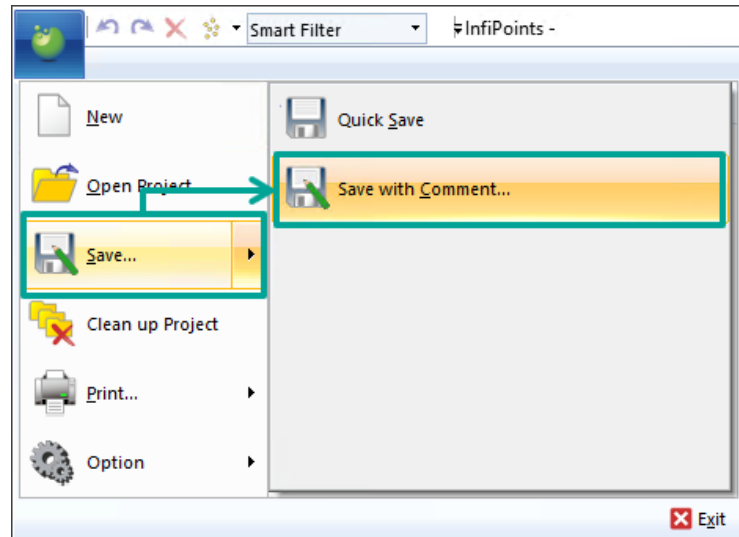 Smart Filter
InfiPoints -
New
Quick Save
Open Project
Save with Comment...
Save...
Clean up Project
Print...
Option
Exit